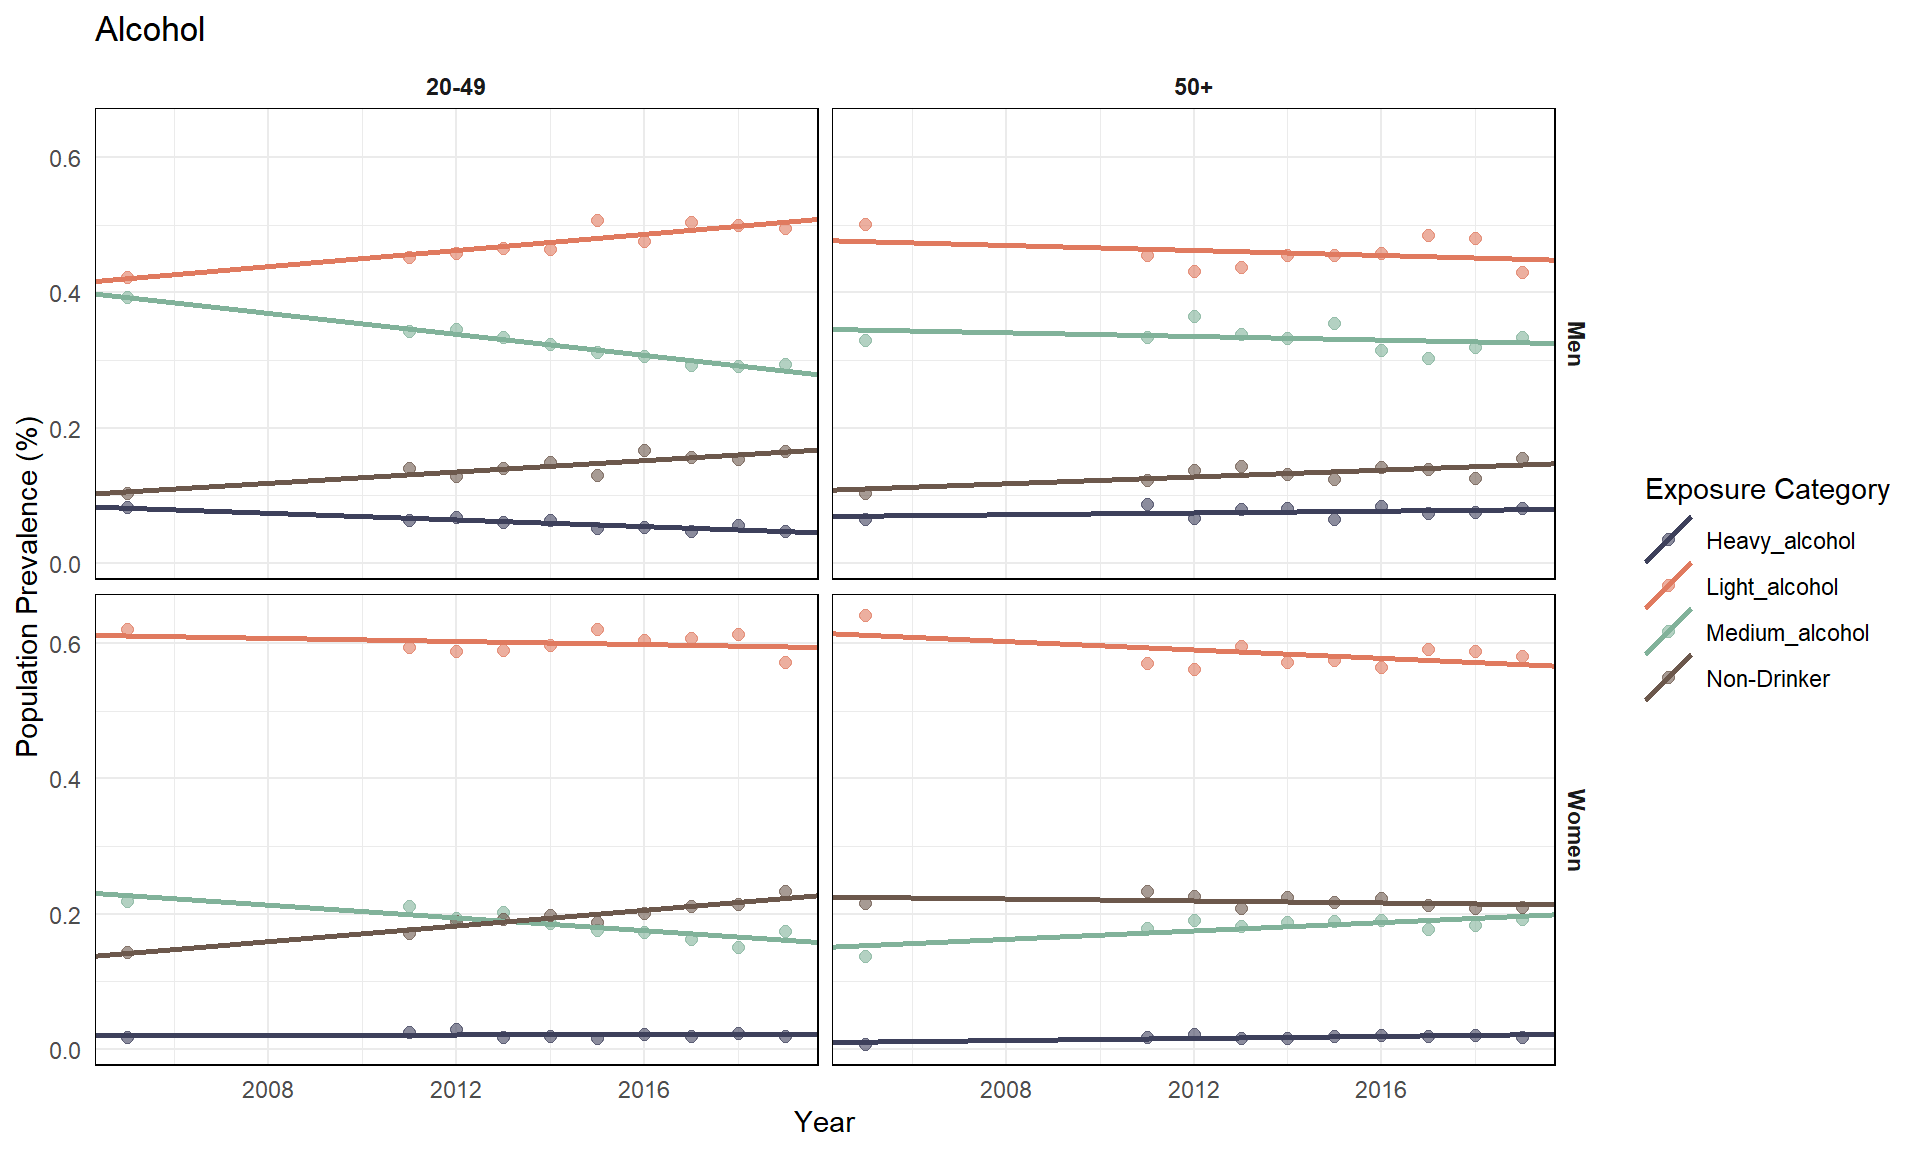 Alcohol
20-49
50+
0.6
0.4
0.2
0.0
Men
0.6
0.4
0.2
0.0
Women
2008
2012
2016
2008
2012
2016
Year
Population Prevalence (%)
Exposure Category
Heavy_alcohol
Light_alcohol
Medium_alcohol
Non-Drinker